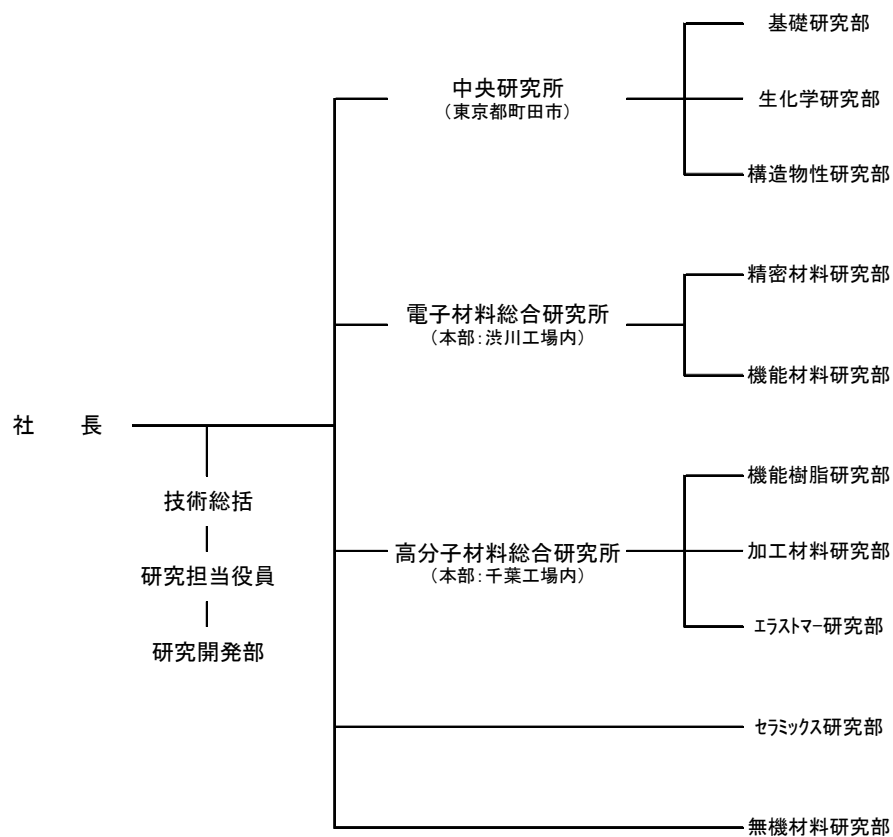 基礎研究部
中央研究所
（東京都町田市）
生化学研究部
構造物性研究部
精密材料研究部
電子材料総合研究所
（本部：渋川工場内）
機能材料研究部
社　　長
技術総括
研究担当役員
研究開発部
機能樹脂研究部
高分子材料総合研究所
（本部：千葉工場内）
加工材料研究部
ｴﾗｽﾄﾏｰ研究部
ｾﾗﾐｯｸｽ研究部
無機材料研究部